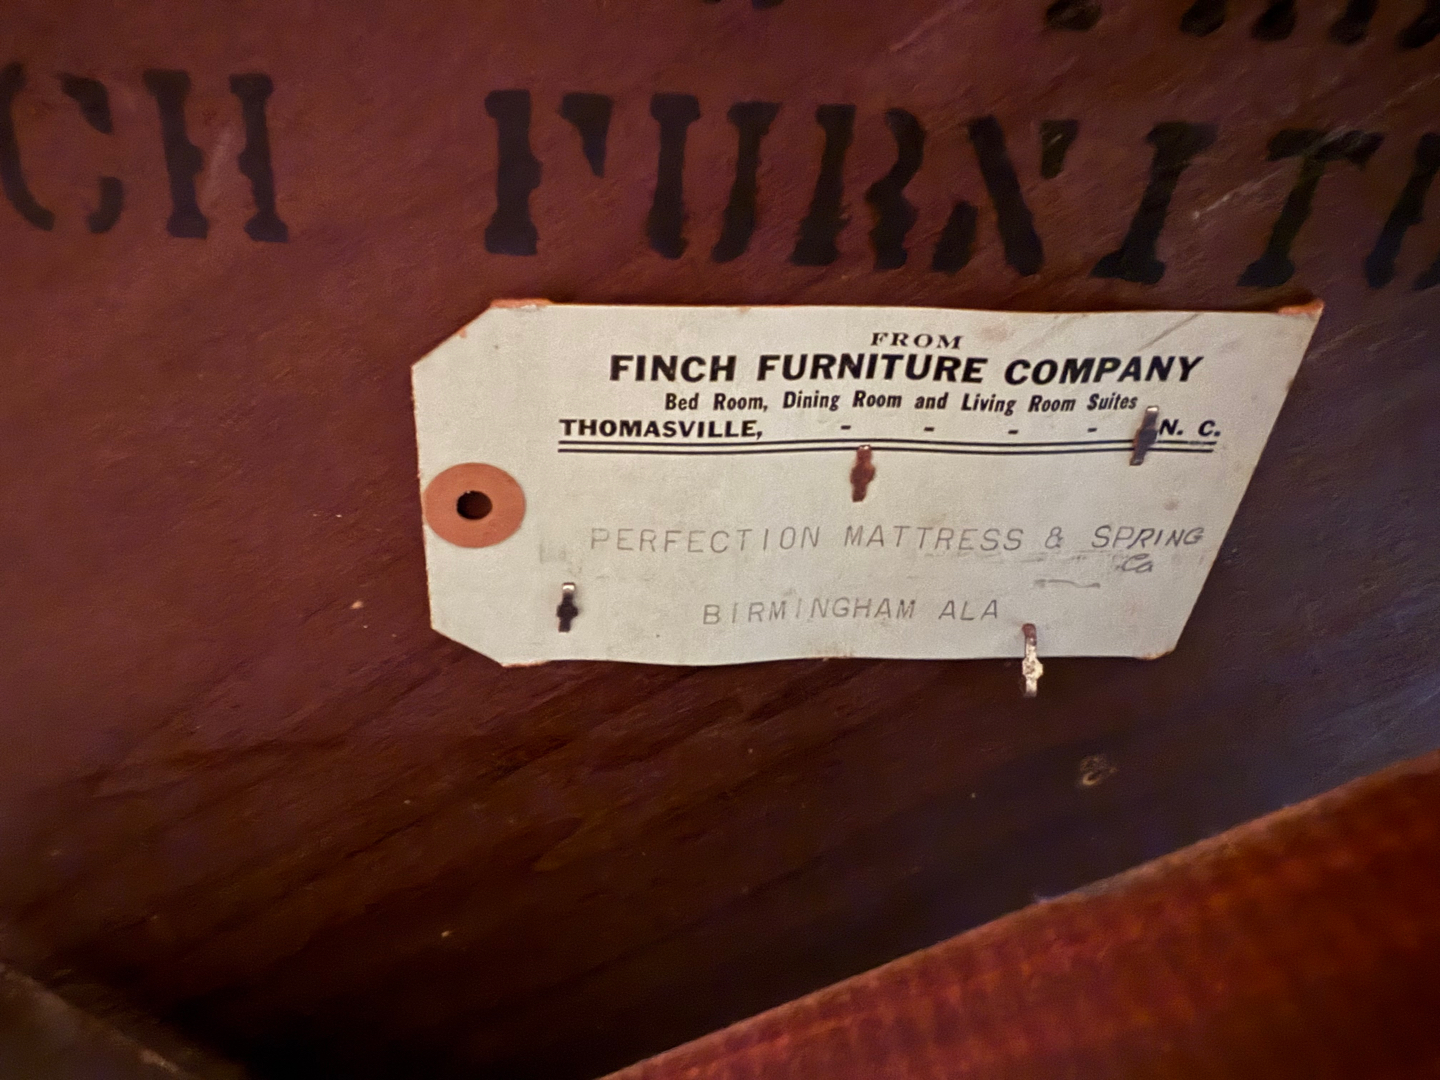 CH FURNIT
FROM
FINCH FURNITURE COMPANY
Bed Room, Dining Room and Living Room Suites
THOMASVILLE, - - - - N. C.
PERFECTION MATTRESS & SPRING
Co
BIRMINGHAM ALA